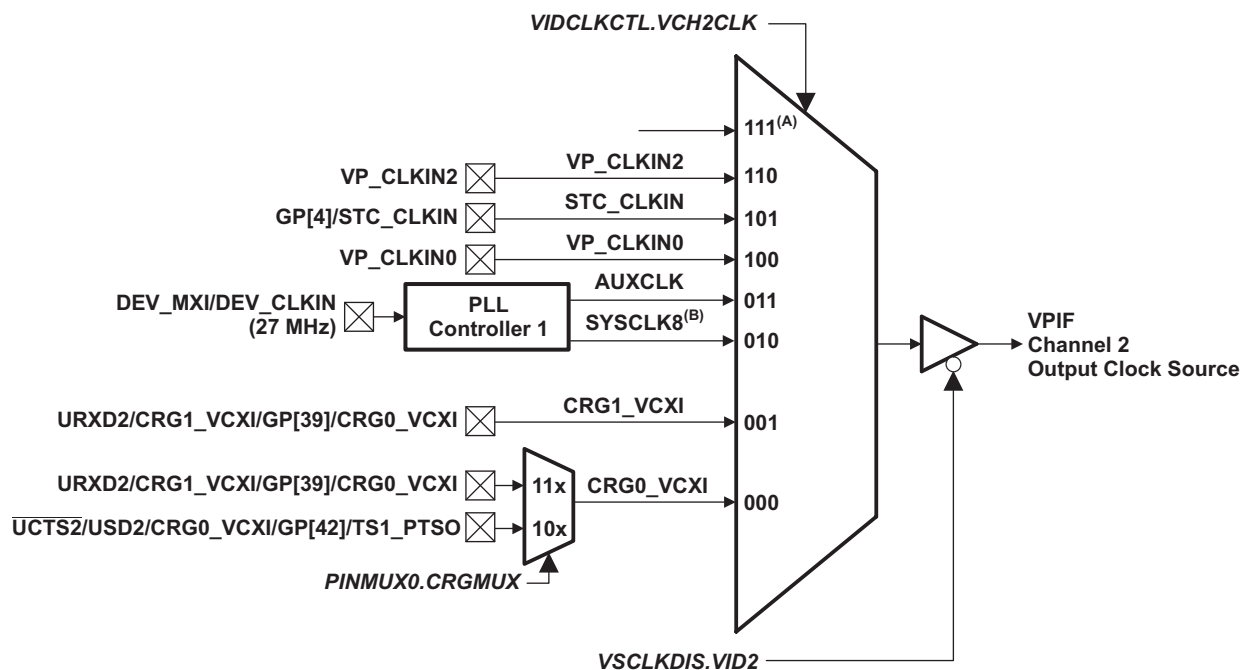 VIDCLKCTL.VCH2CLK
111(A)
VP_CLKIN2
VP_CLKIN2
110
GP[4]/STC_CLKIN
STC_CLKIN
101
VP_CLKIN0
VP_CLKIN0
100
DEV_MXI/DEV_CLKIN
(27 MHz)
PLL
Controller 1
AUXCLK
011
SYSCLK8(B)
010
VPIF
Channel 2
Output Clock Source
URXD2/CRG1_VCXI/GP[39]/CRG0_VCXI
CRG1_VCXI
001
URXD2/CRG1_VCXI/GP[39]/CRG0_VCXI
11x
CRG0_VCXI
000
UCTS2/USD2/CRG0_VCXI/GP[42]/TS1_PTSO
10x
PINMUX0.CRGMUX
VSCLKDIS.VID2